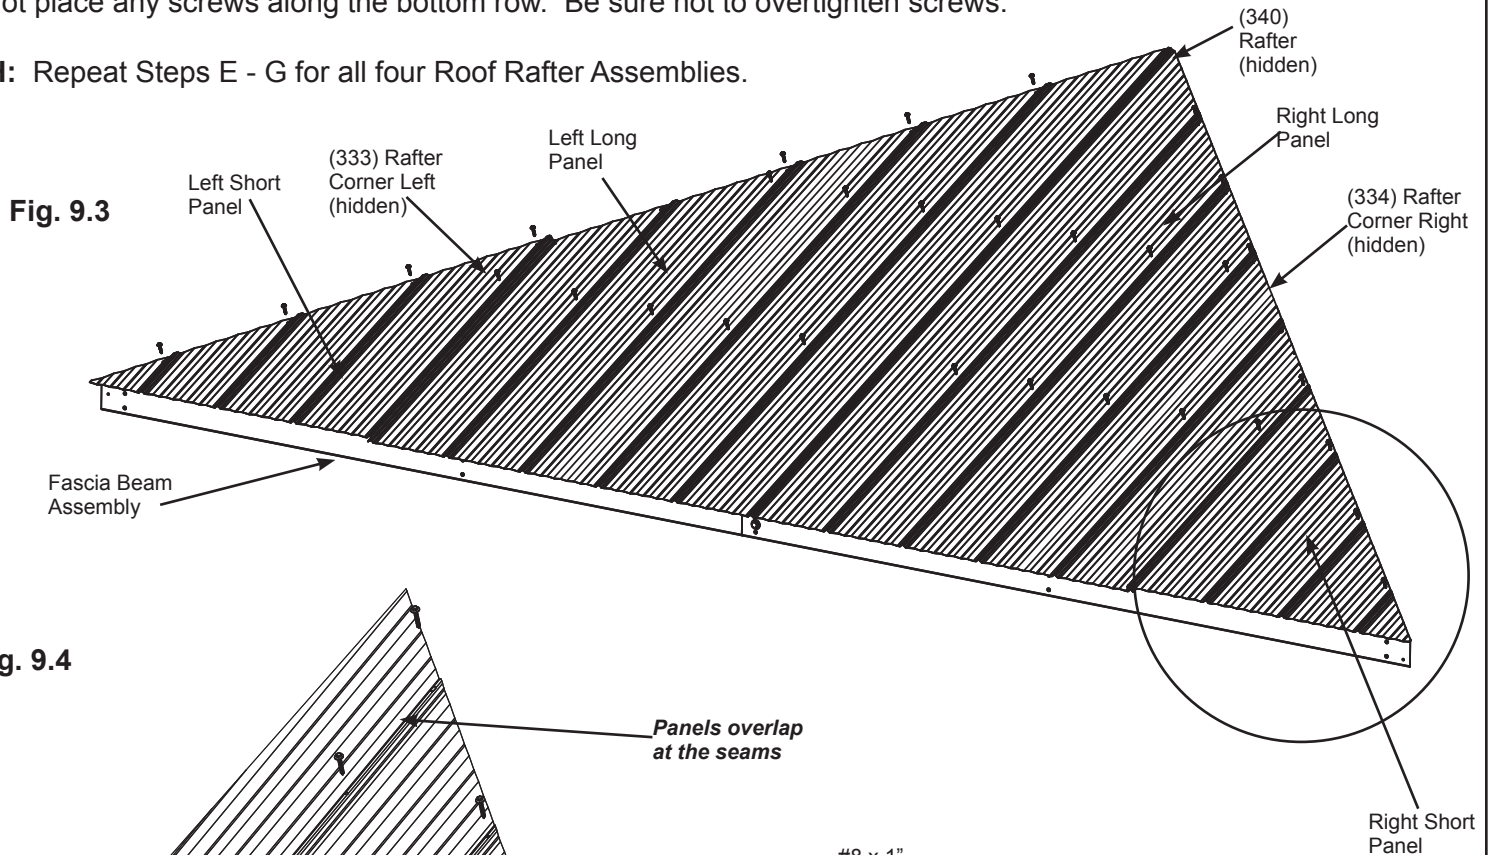 ot place any screws along the bottom row.  Be sure not to overtighten screws.
H:  Repeat Steps E - G for all four Roof Rafter Assemblies.
(340)
Rafter
(hidden)
Right Long
Panel
Left Long
Panel
(333) Rafter
Corner Left
(hidden)
Left Short
Panel
Fig. 9.3
(334) Rafter
Corner Right
(hidden)
Fascia Beam
Assembly
g. 9.4
Panels overlap
at the seams
Right Short
Panel
#8 x 1"